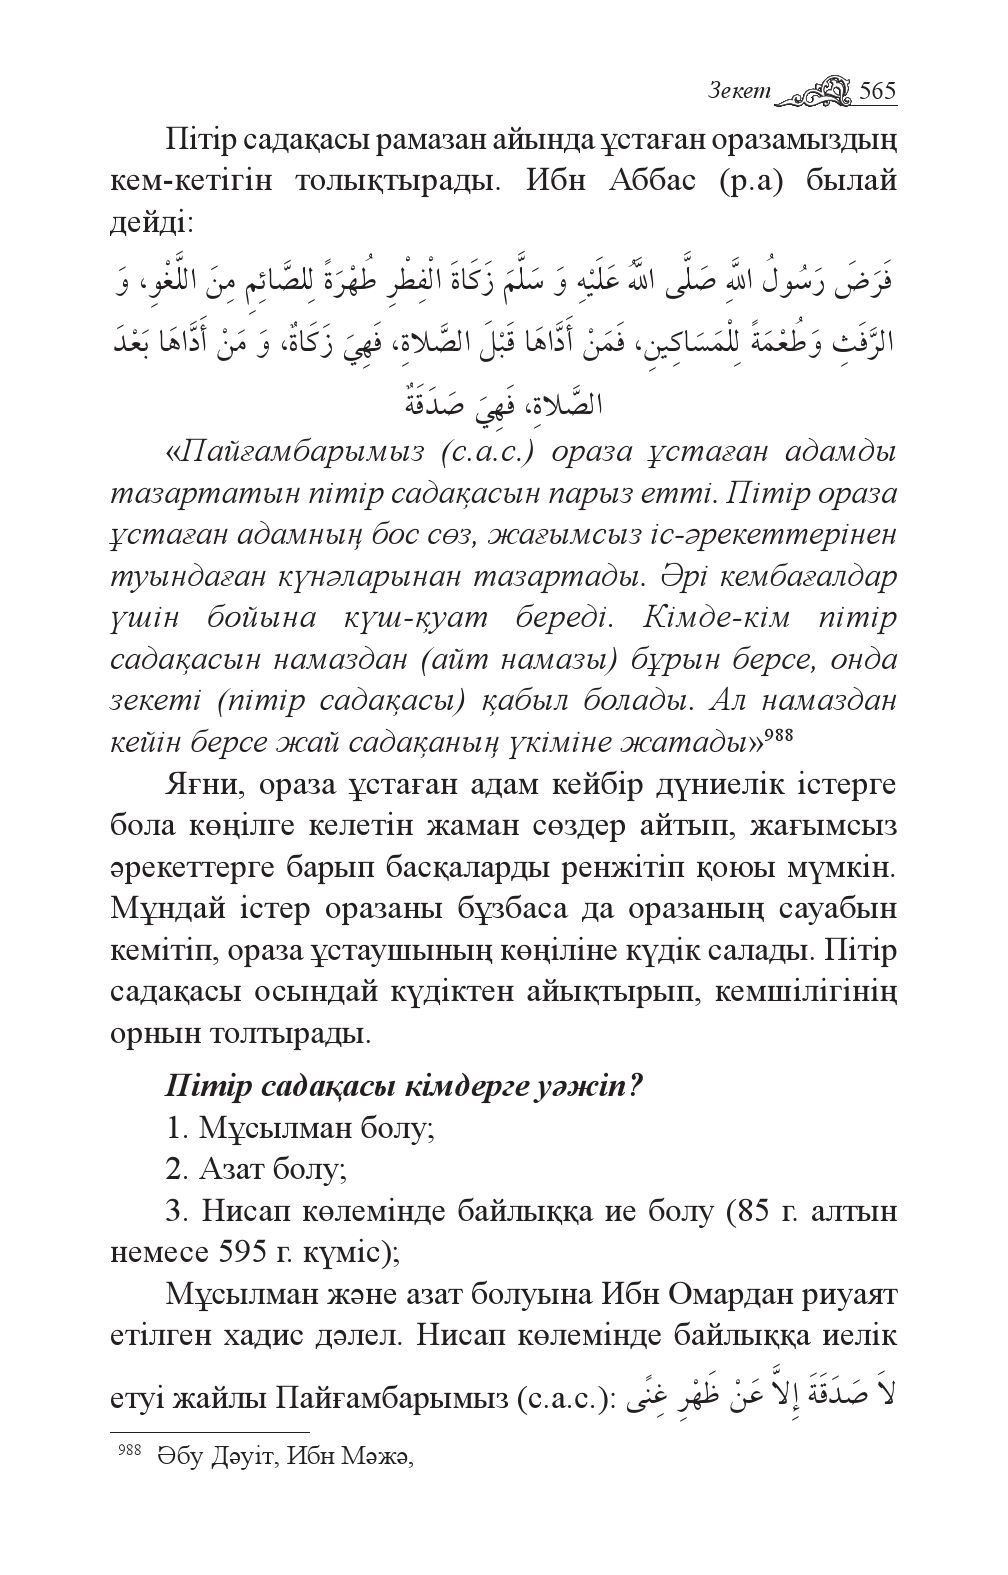 Зекет 565
Пітір садақасы рамазан айында ұстаған оразамыздың
кем-кетігін толықтырады. Ибн Аббас (р.а) былай
дейді:
فَرَضَ رَسُولُ اللَّهِ صَلَّى اللَّهُ عَلَيْهِ وَ سَلَّمَ زَكَاةَ الْفِطْرِ طُهْرَةً لِلصَّائِمِ مِنَ اللَّغْوِ، وَ
الرَّفَثِ وَطُعْمَةً لِلْمَسَاكِينِ، فَمَنْ أَدَّاهَا قَبْلَ الصَّلاةِ، فَهِيَ زَكَاةٌ، وَ مَنْ أَدَّاهَا بَعْدَ
الصَّلاةِ، فَهِيَ صَدَقَةٌ
«Пайғамбарымыз (с.а.с.) ораза ұстаған адамды
тазартатын пітір садақасын парыз етті. Пітір ораза
ұстаған адамның бос сөз, жағымсыз іс-әрекеттерінен
туындаған күнәларынан тазартады. Әрі кембағалдар
үшін бойына күш-қуат береді. Кімде-кім пітір
садақасын намаздан (айт намазы) бұрын берсе, онда
зекеті (пітір садақасы) қабыл болады. Ал намаздан
кейін берсе жай садақаның үкіміне жатады»988
Яғни, ораза ұстаған адам кейбір дүниелік істерге
бола көңілге келетін жаман сөздер айтып, жағымсыз
әрекеттерге барып басқаларды ренжітіп қоюы мүмкін.
Мұндай істер оразаны бұзбаса да оразаның сауабын
кемітіп, ораза ұстаушының көңіліне күдік салады. Пітір
садақасы осындай күдіктен айықтырып, кемшілігінің
орнын толтырады.
Пітір садақасы кімдерге уәжіп?
1. Мұсылман болу;
2. Азат болу;
3. Нисап көлемінде байлыққа ие болу (85 г. алтын
немесе 595 г. күміс);
Мұсылман және азат болуына Ибн Омардан риуаят
етілген хадис дәлел. Нисап көлемінде байлыққа иелік
етуі жайлы Пайғамбарымыз (с.а.с.): لاَ صَدَقَةَ إِلاَّ عَنْ ظَهْرِ غِنًى
988 Әбу Дәуіт, Ибн Мәжә,